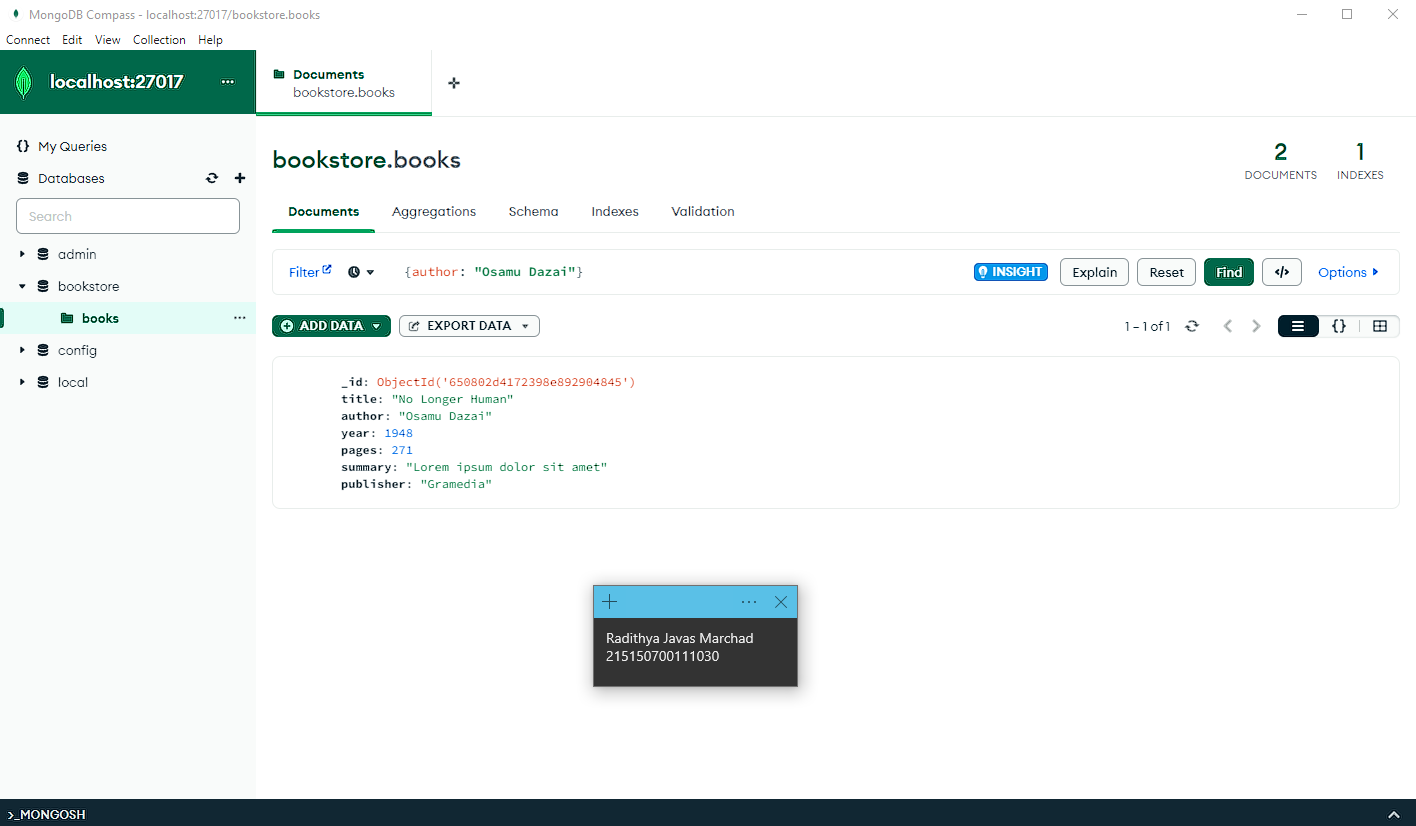 MongoDB Compass - localhost:27017/bookstore.books
Connect Edit View Collection Help
localhost:27017
Documents
bookstore.books
My Queries
Databases
Search
admin
bookstore
books
config
local
bookstore.books
2
DOCUMENTS
1
INDEXES
Documents Aggregations Schema Indexes Validation
Filter {author: "Osamu Dazai"} INSIGHT Explain Reset Find </> Options
ADD DATA EXPORT DATA 1 – 1 of 1 {}
_id: ObjectId('650802d4172398e892904845')
title: "No Longer Human"
author: "Osamu Dazai"
year: 1948
pages: 271
summary: "Lorem ipsum dolor sit amet"
publisher: "Gramedia"
Radithya Javas Marchad
215150700111030
>_MONGOSH